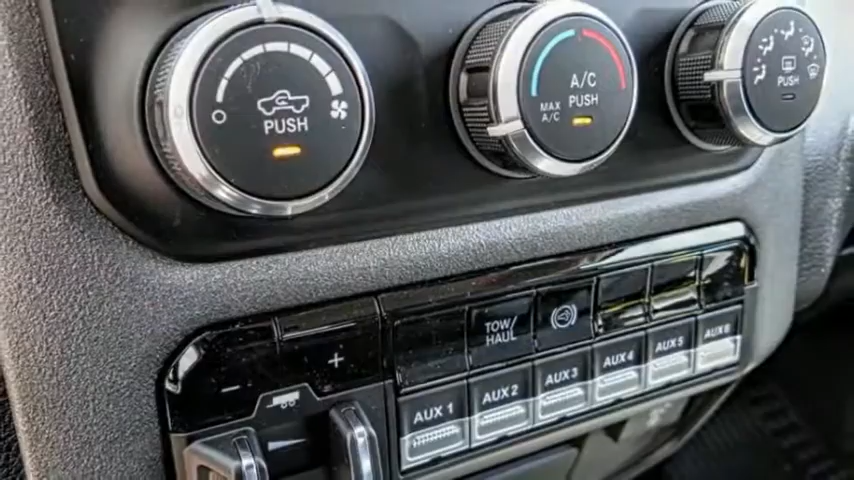 PUSH
A/C
PUSH
MAX
A/C
PUSH
TOW/
HAUL
+
−
AUX 1
AUX 2
AUX 3
AUX 4
AUX 5
AUX 6